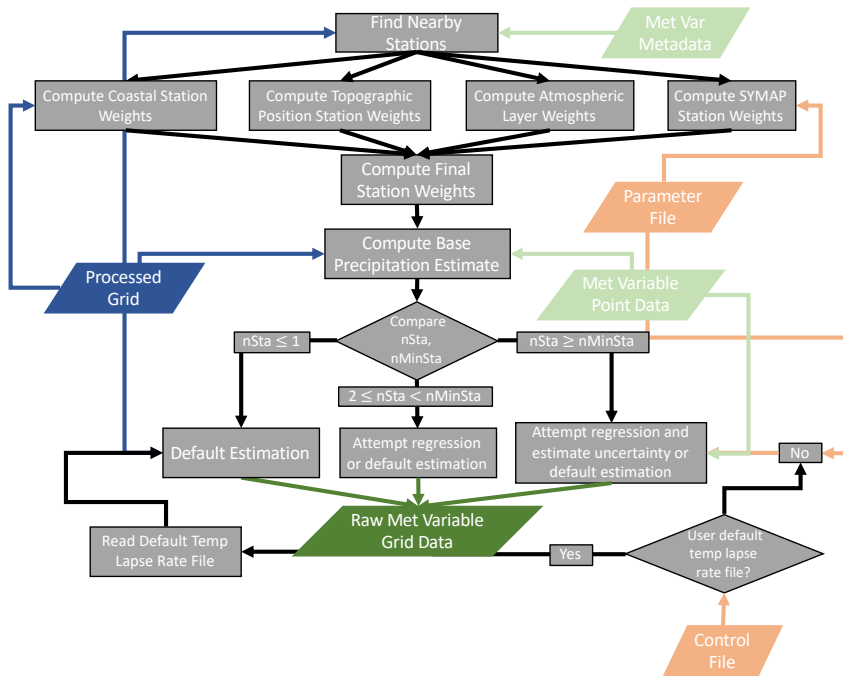 Find Nearby
Stations
Met Var
Metadata
Compute Coastal Station
Weights
Compute Topographic
Position Station Weights
Compute Atmospheric
Layer Weights
Compute SYMAP
Station Weights
Compute Final
Station Weights
Parameter
File
Compute Base
Precipitation Estimate
Processed
Grid
Met Variable
Point Data
Compare
nSta,
nMinSta
nSta ≤ 1
nSta ≥ nMinSta
2 ≤ nSta < nMinSta
Default Estimation
Attempt regression
or default estimation
Attempt regression and
estimate uncertainty or
default estimation
No
Raw Met Variable
Grid Data
Read Default Temp
Lapse Rate File
Yes
User default
temp lapse
rate file?
Control
File